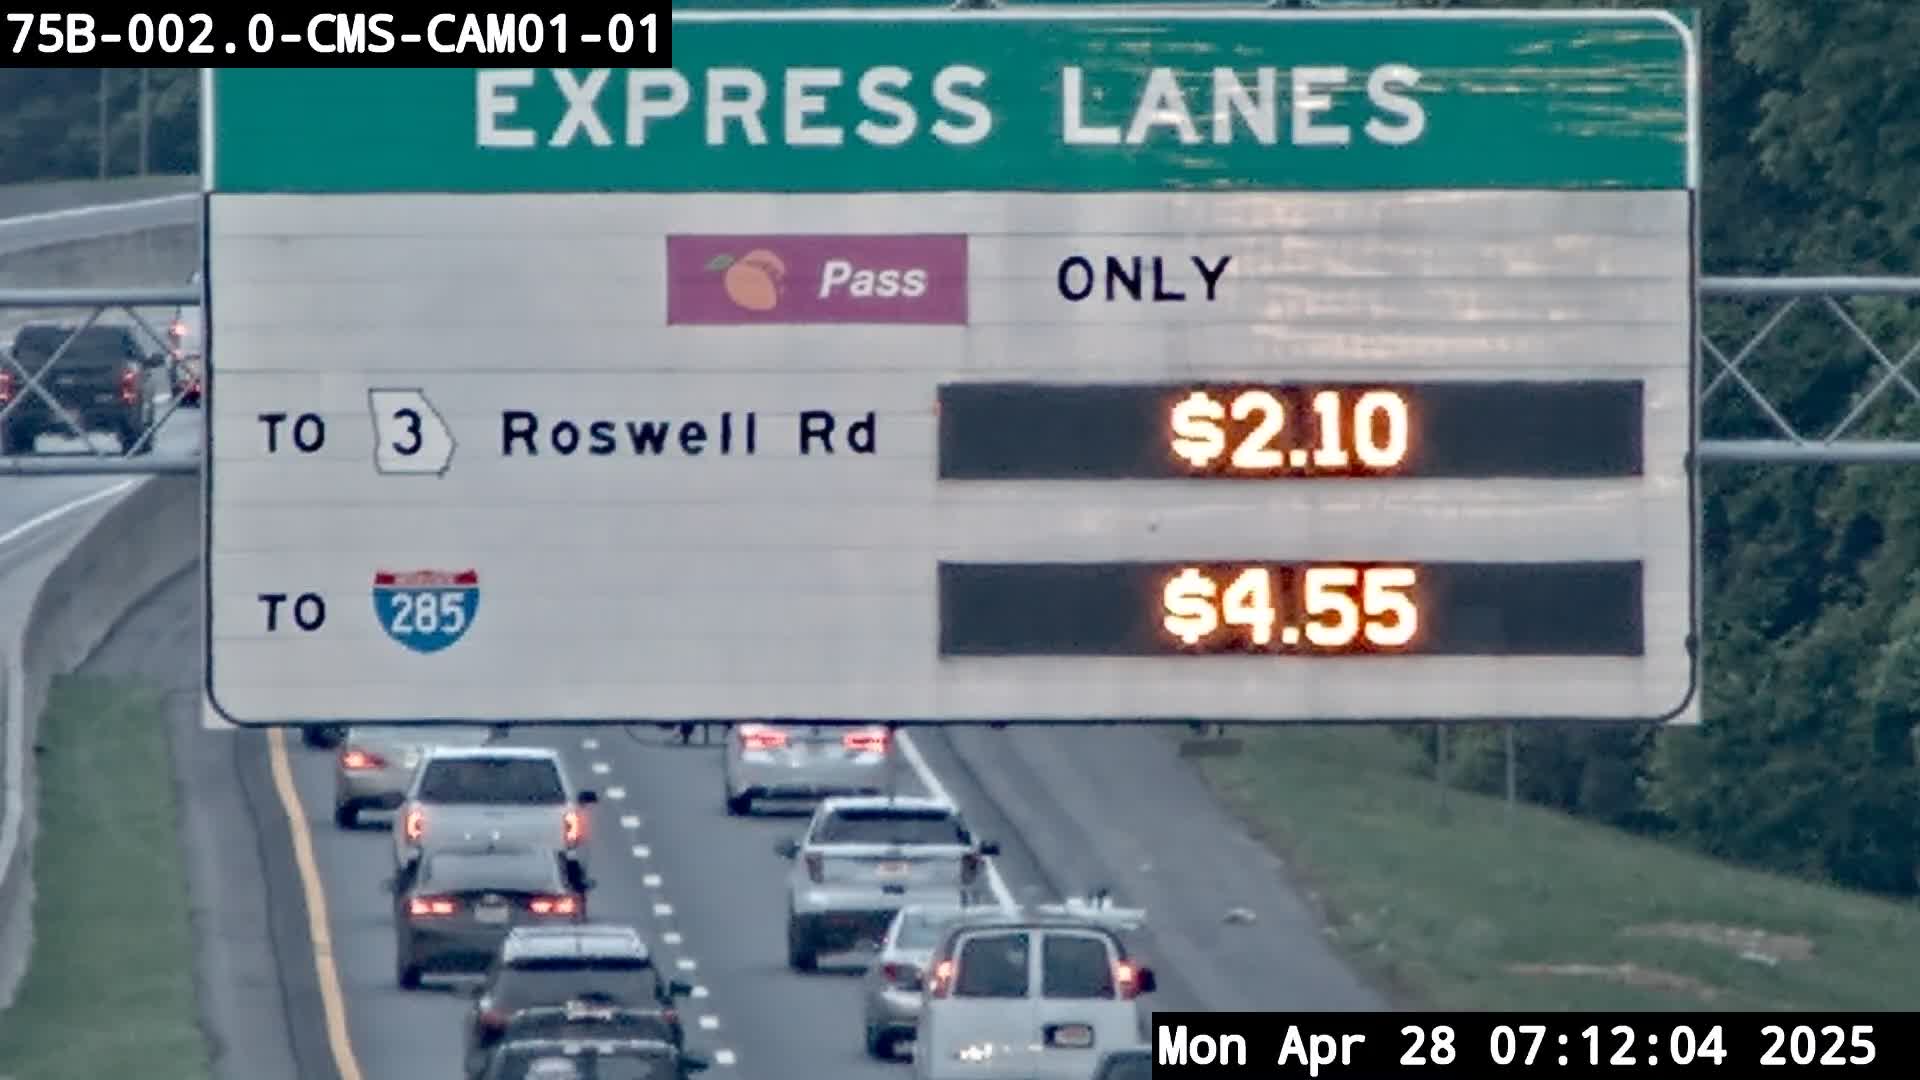 75B-002.0-CMS-CAM01-01
EXPRESS LANES
Pass ONLY
TO 3 Roswell Rd $2.10
TO 285 $4.55
Mon Apr 28 07:12:04 2025